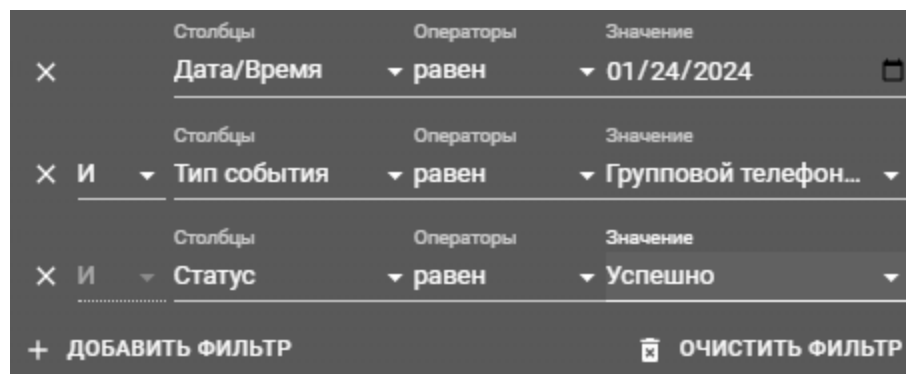 Столбцы Операторы Значение
Дата/Время равен 01/24/2024
Столбцы Операторы Значение
И Тип события равен Групповой телефон...
Столбцы Операторы Значение
И Статус равен Успешно
+ ДОБАВИТЬ ФИЛЬТР ОЧИСТИТЬ ФИЛЬТР